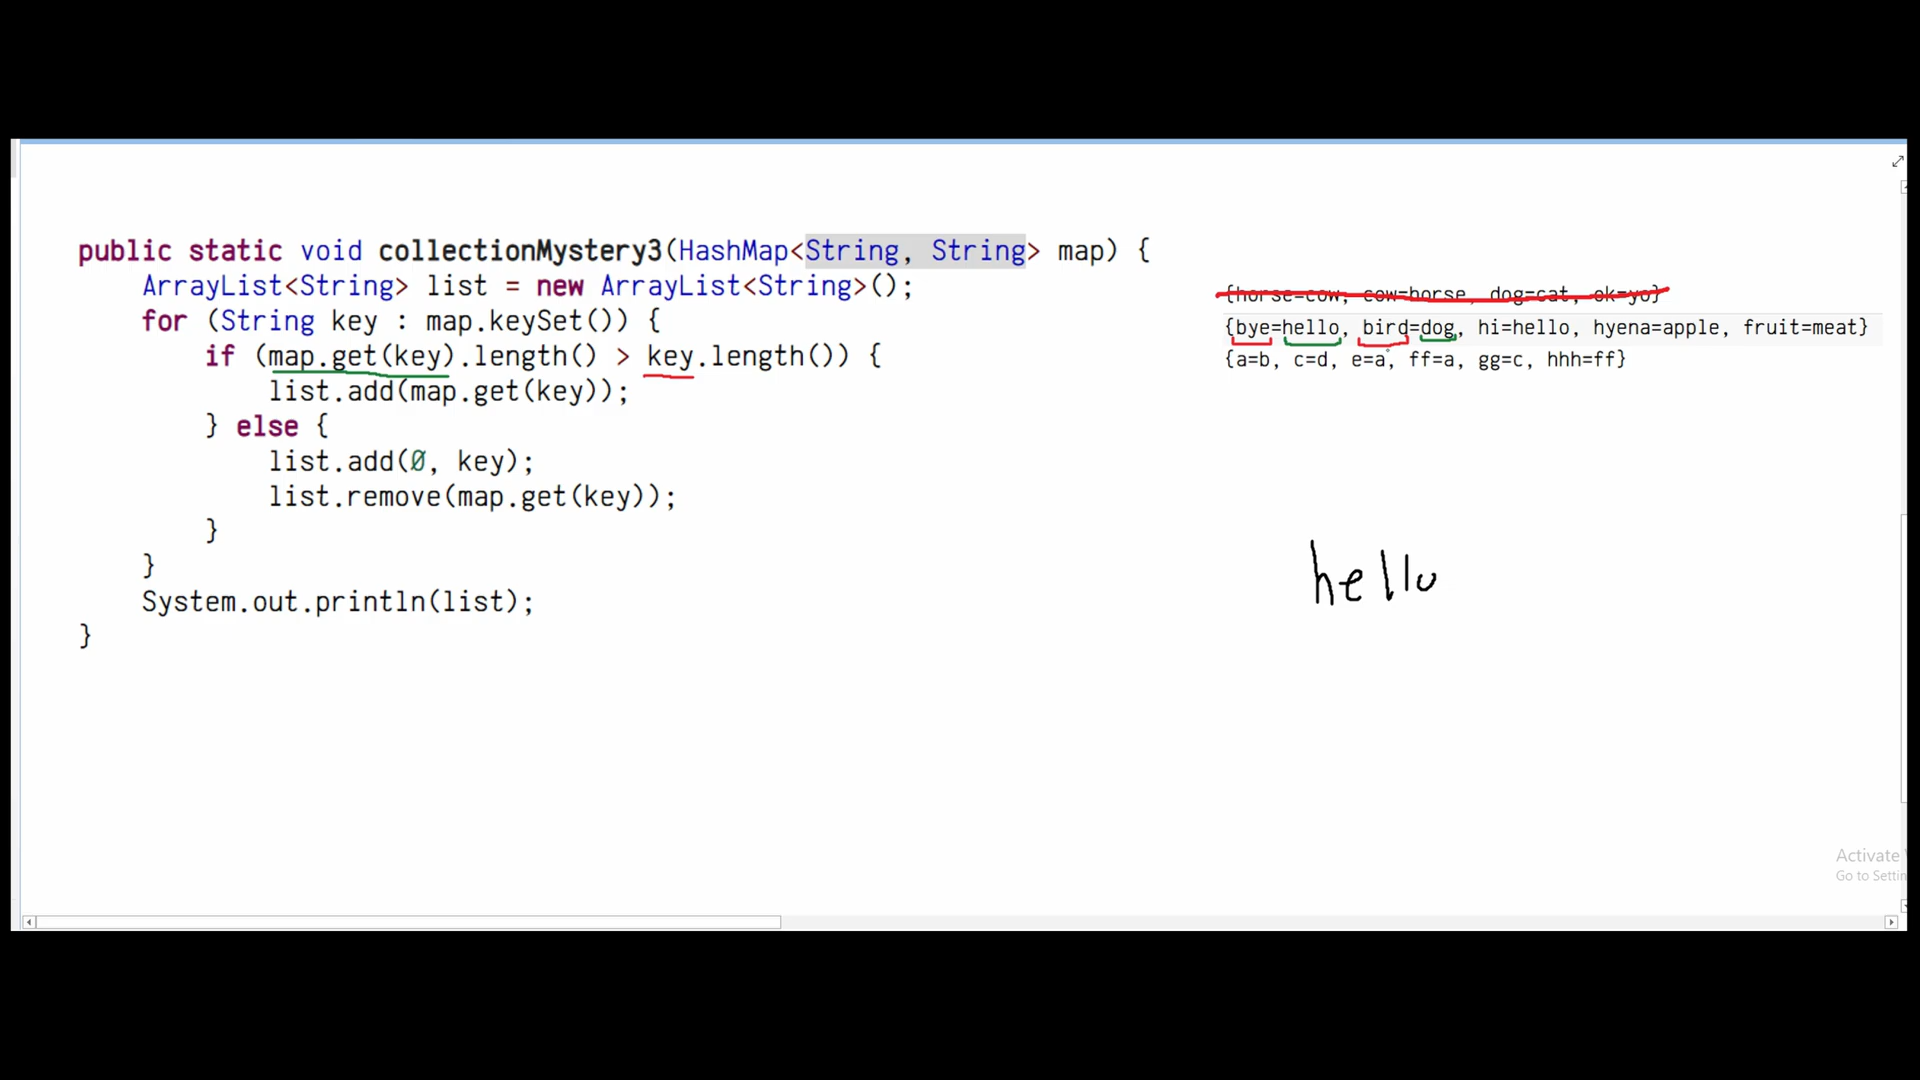 public static void collectionMystery3(HashMap<String, String> map) {
ArrayList<String> list = new ArrayList<String>();
for (String key : map.keySet()) {
if (map.get(key).length() > key.length()) {
list.add(map.get(key));
} else {
list.add(0, key);
list.remove(map.get(key));
}
}
System.out.println(list);
}
{horse=cow, cow=horse, dog=cat, ok=yo}
{bye=hello, bird=dog, hi=hello, hyena=apple, fruit=meat}
{a=b, c=d, e=a, ff=a, gg=c, hhh=ff}
hello
Activate
Go to